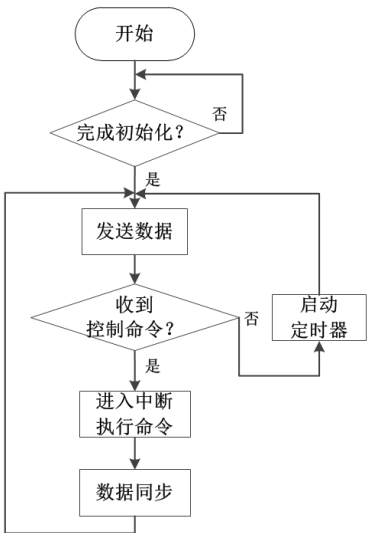 开始
否
完成初始化？
是
发送数据
收到
控制命令？
否
启动
定时器
是
进入中断
执行命令
数据同步